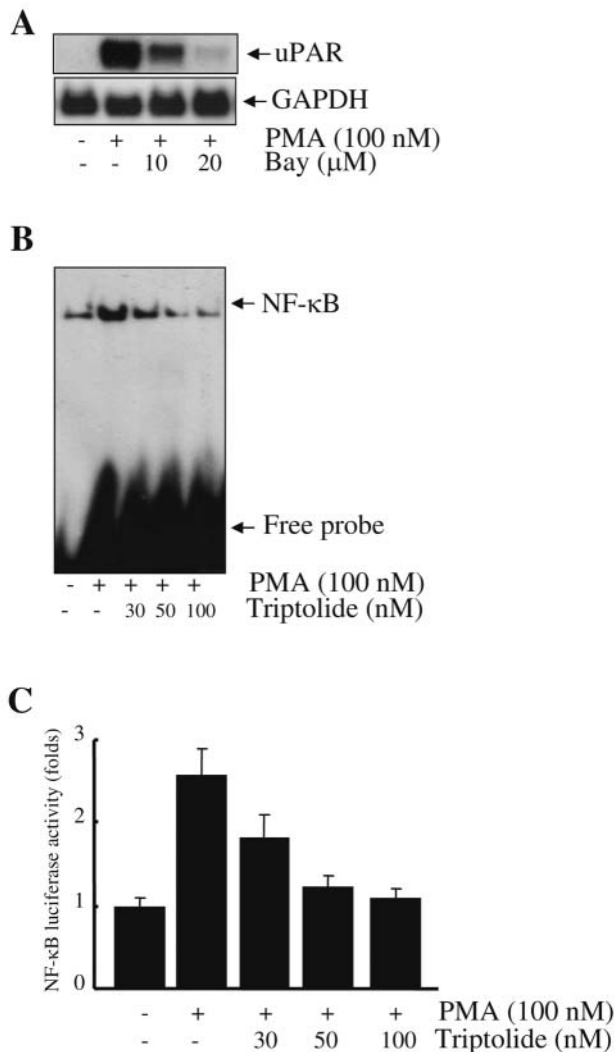 A
uPAR
GAPDH
- + + + PMA (100 nM)
- - 10 20 Bay (μM)
B
NF-κB
Free probe
- + + + + PMA (100 nM)
- - 30 50 100 Triptolide (nM)
C
NF-κB luciferase activity (folds)
3
2
1
0
- + + + + PMA (100 nM)
- - 30 50 100 Triptolide (nM)